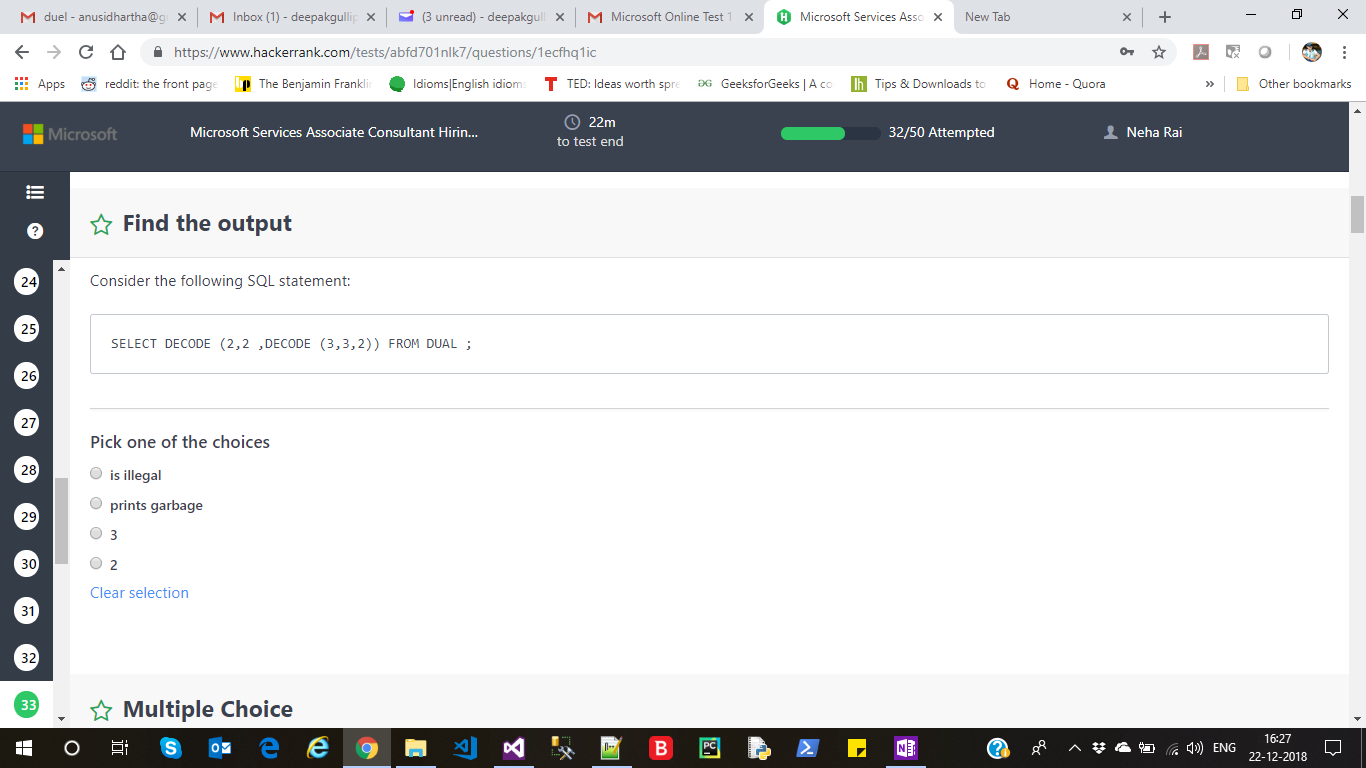 duel - anusidhartha@g
Inbox (1) - deepakgullip
(3 unread) - deepakgull
Microsoft Online Test 1
Microsoft Services Asso
New Tab
https://www.hackerrank.com/tests/abfd701nlk7/questions/1ecfhq1ic
Apps reddit: the front page The Benjamin Franklin Idioms|English idioms TED: Ideas worth spre GeeksforGeeks | A co Tips & Downloads to Home - Quora » Other bookmarks
Microsoft
Microsoft Services Associate Consultant Hirin...
22m
to test end
32/50 Attempted
Neha Rai
Find the output
Consider the following SQL statement:
SELECT DECODE (2,2 ,DECODE (3,3,2)) FROM DUAL ;
Pick one of the choices
is illegal
prints garbage
3
2
Clear selection
Multiple Choice
24
25
26
27
28
29
30
31
32
33
ENG
16:27
22-12-2018